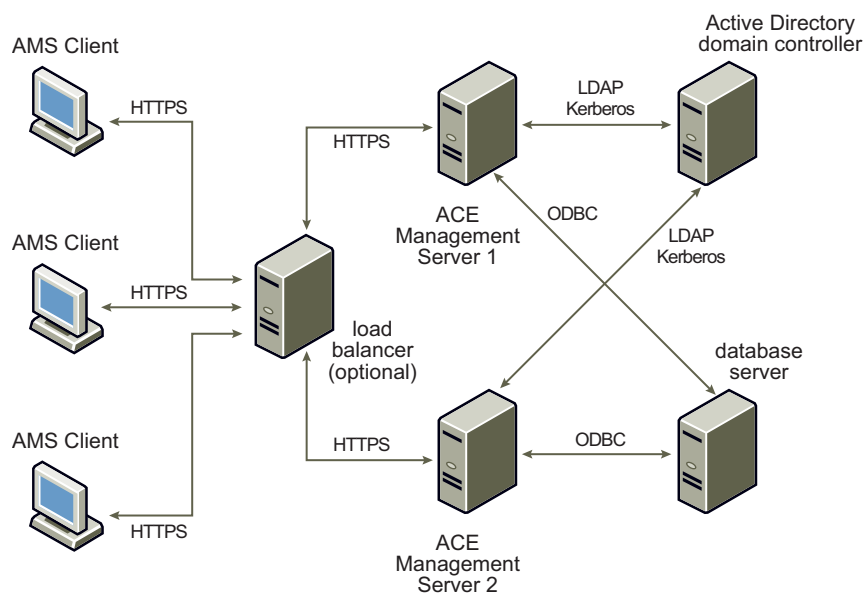 AMS Client
HTTPS
AMS Client
HTTPS
AMS Client
HTTPS
load
balancer
(optional)
HTTPS
HTTPS
ACE
Management
Server 1
ACE
Management
Server 2
LDAP
Kerberos
ODBC
LDAP
Kerberos
ODBC
Active Directory
domain controller
database
server